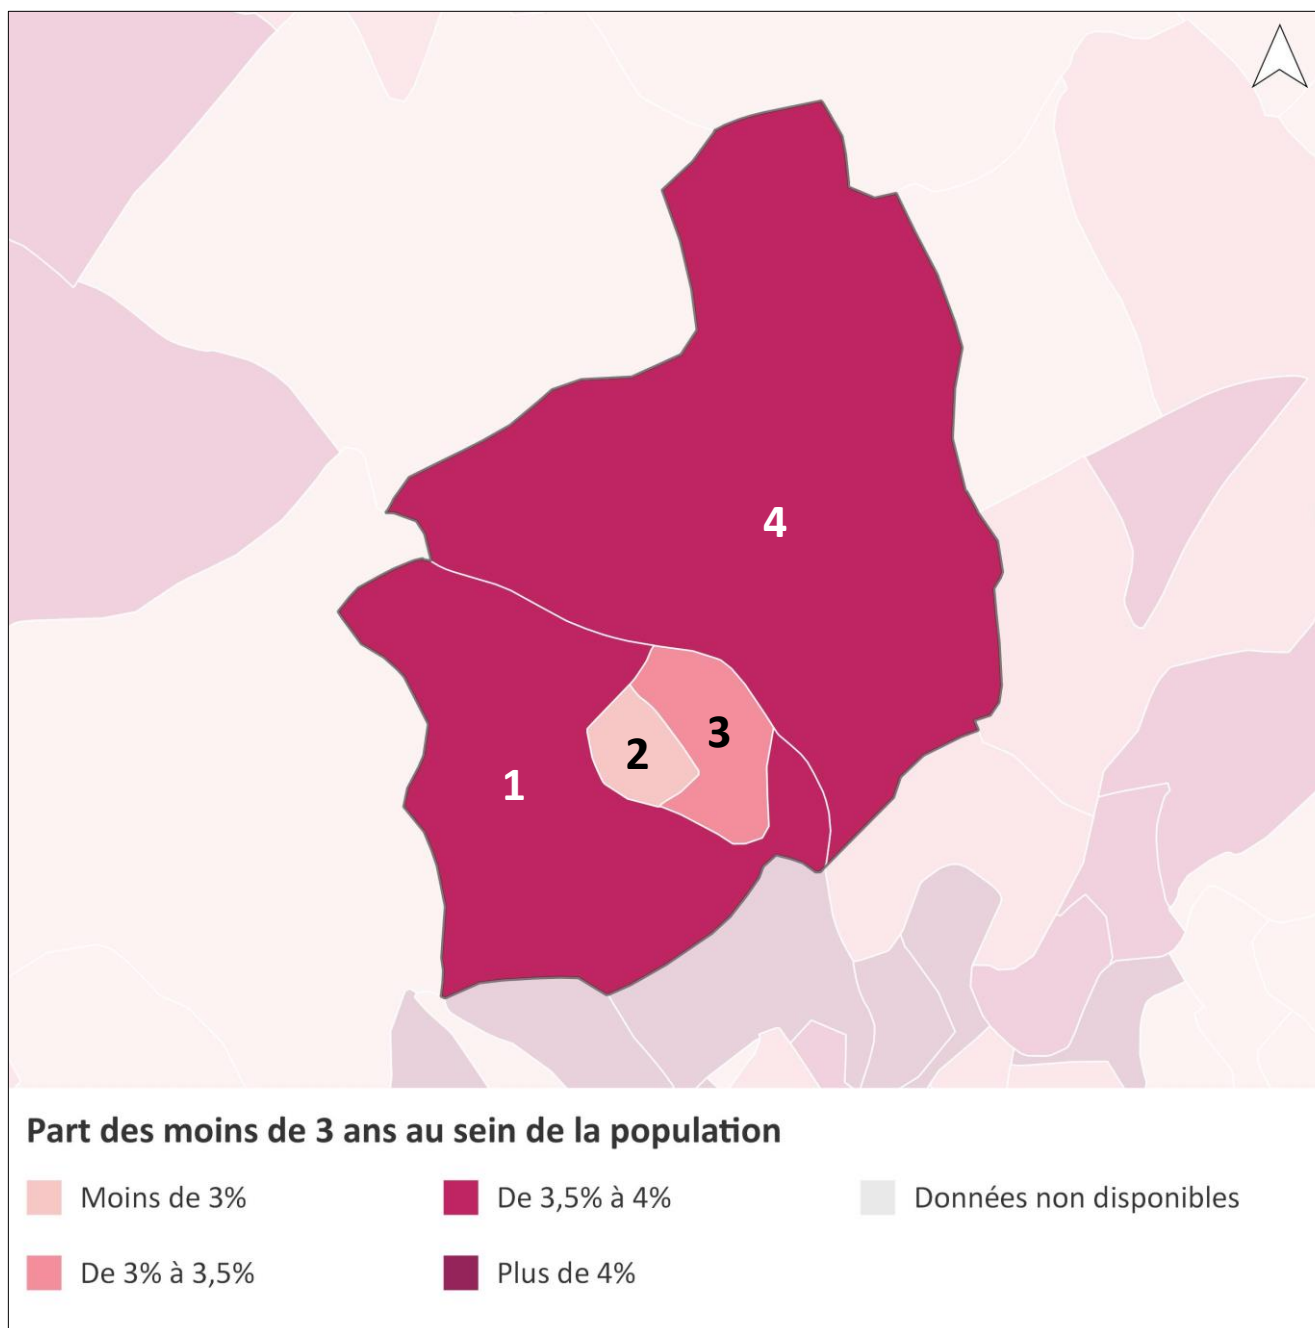 4
3
2
1
Part des moins de 3 ans au sein de la population
Moins de 3%
De 3,5% à 4%
Données non disponibles
De 3% à 3,5%
Plus de 4%